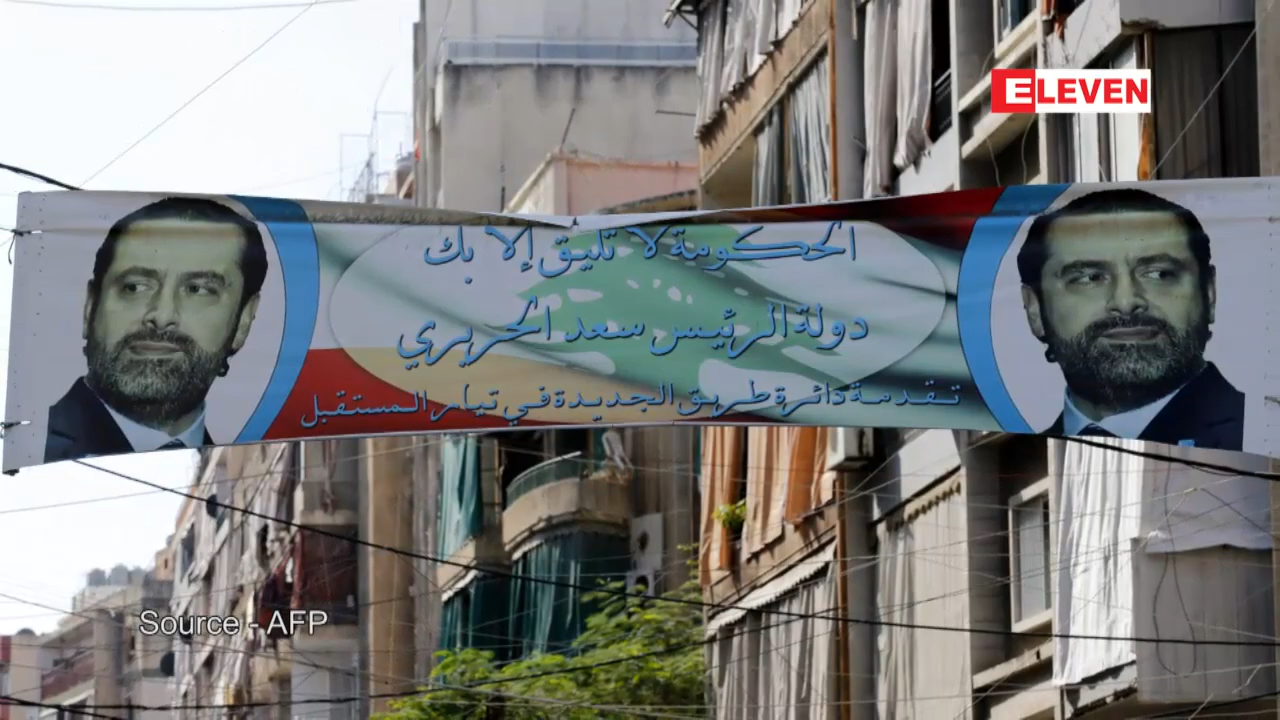 ELEVEN
الحكومة لا تليق إلا بك
دولة الرئيس سعد الحريري
تقدمة دائرة طريق الجديدة في تيار المستقبل
Source - AFP